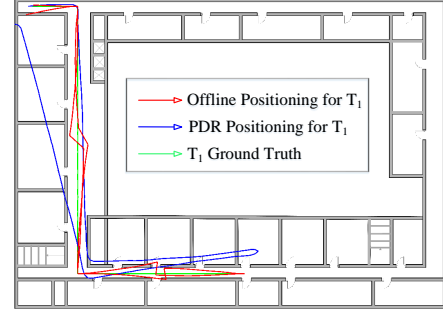 Offline Positioning for T₁
PDR Positioning for T₁
T₁ Ground Truth